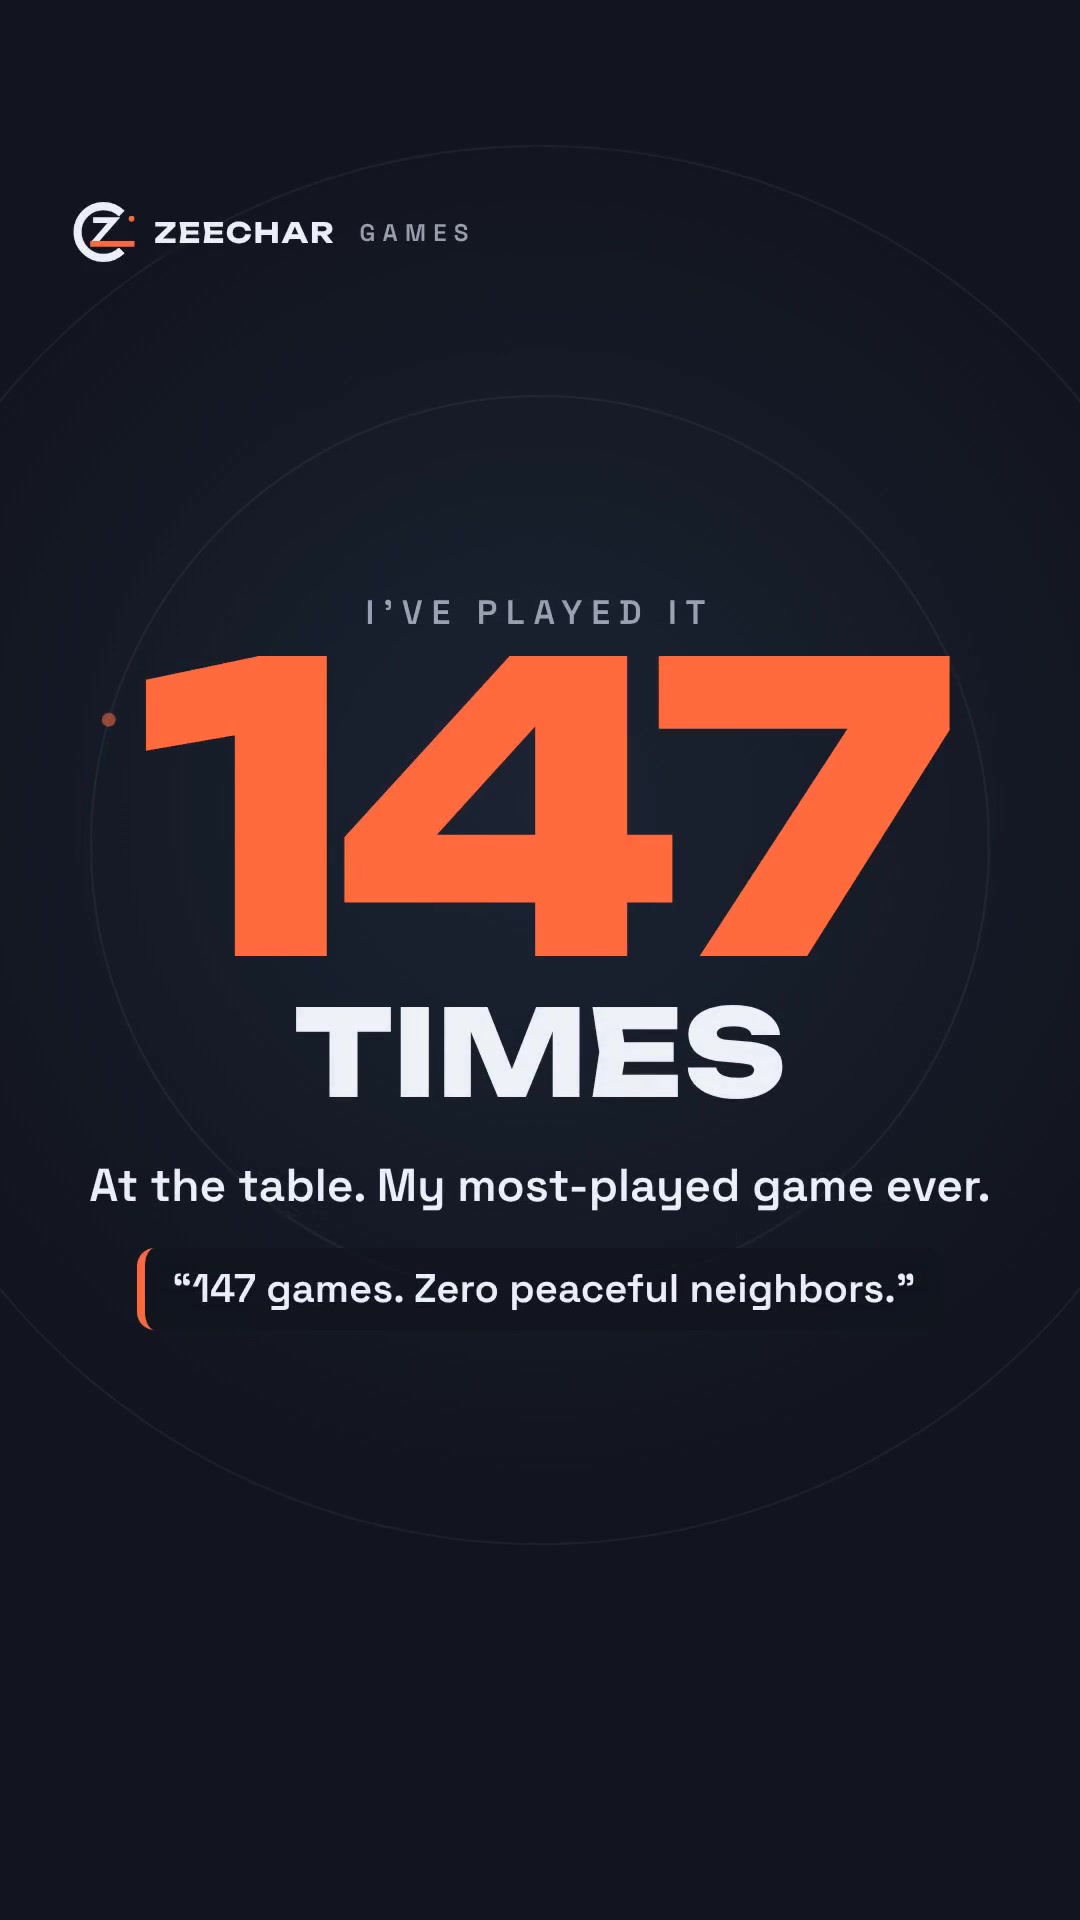 ZEECHAR GAMES
I’VE PLAYED IT
147
TIMES
At the table. My most-played game ever.
“147 games. Zero peaceful neighbors.”